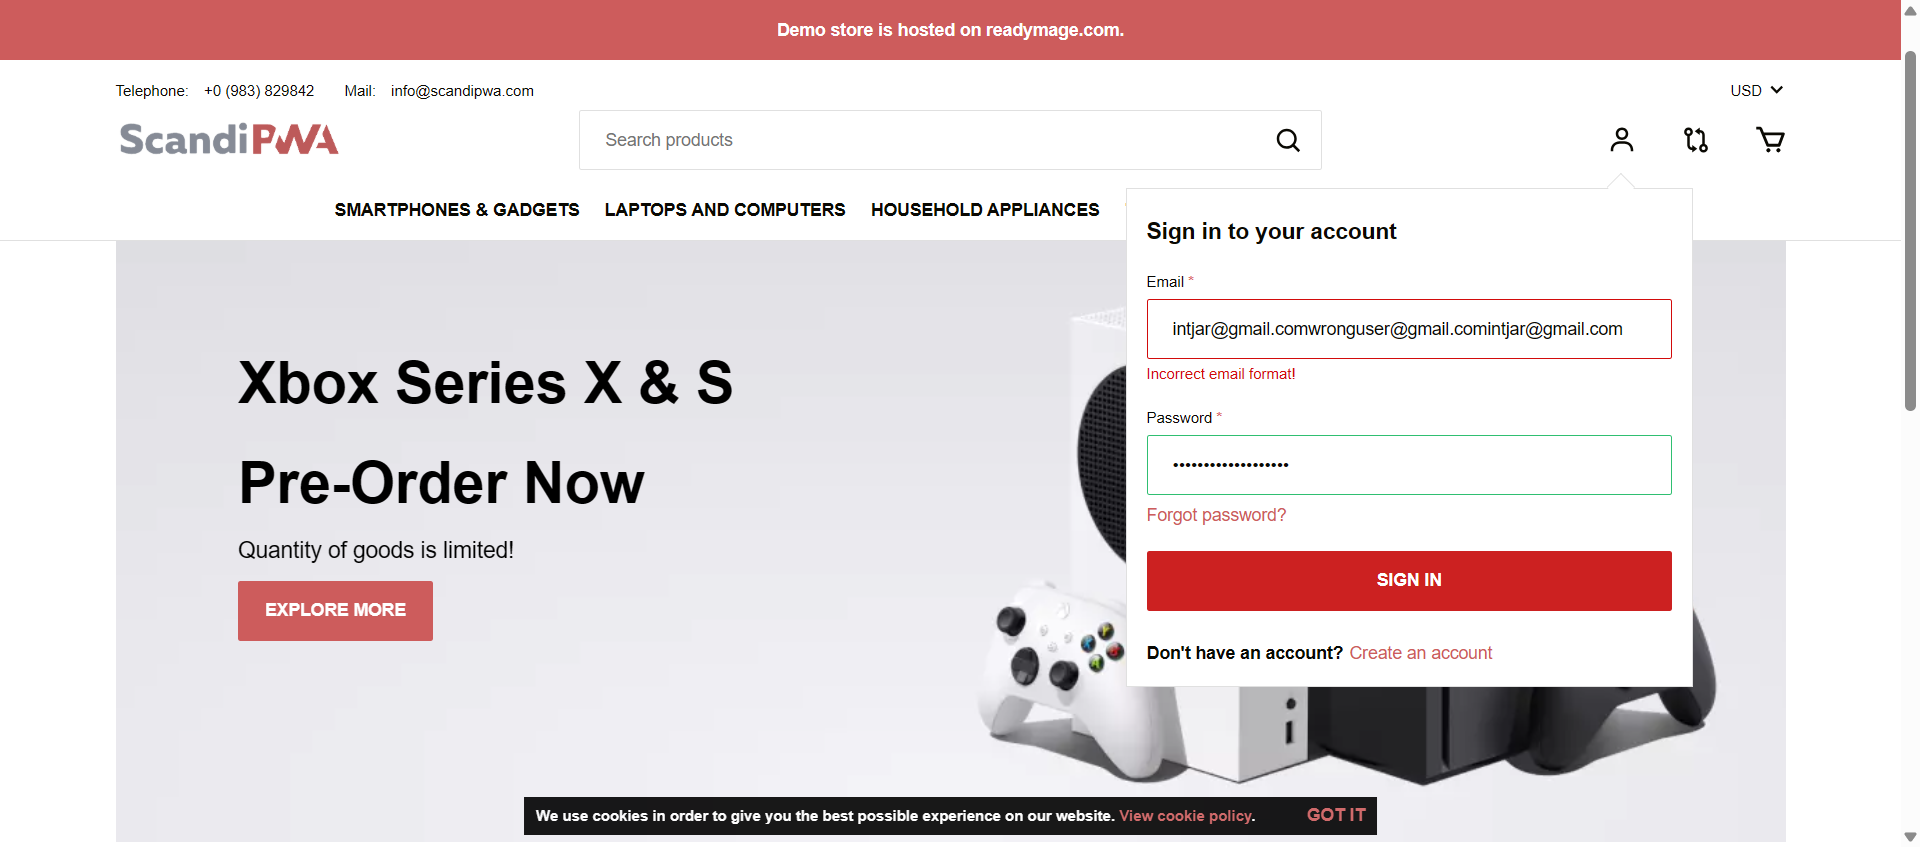 Demo store is hosted on readymage.com.
Telephone: +0 (983) 829842 Mail: info@scandipwa.com
USD
ScandiPWA
Search products
SMARTPHONES & GADGETS LAPTOPS AND COMPUTERS HOUSEHOLD APPLIANCES
Sign in to your account
Email *
intjar@gmail.comwronguser@gmail.comintjar@gmail.com
Incorrect email format!
Password *
•••••••••••••••••••
Forgot password?
SIGN IN
Don't have an account? Create an account
Xbox Series X & S
Pre-Order Now
Quantity of goods is limited!
EXPLORE MORE
We use cookies in order to give you the best possible experience on our website. View cookie policy. GOT IT